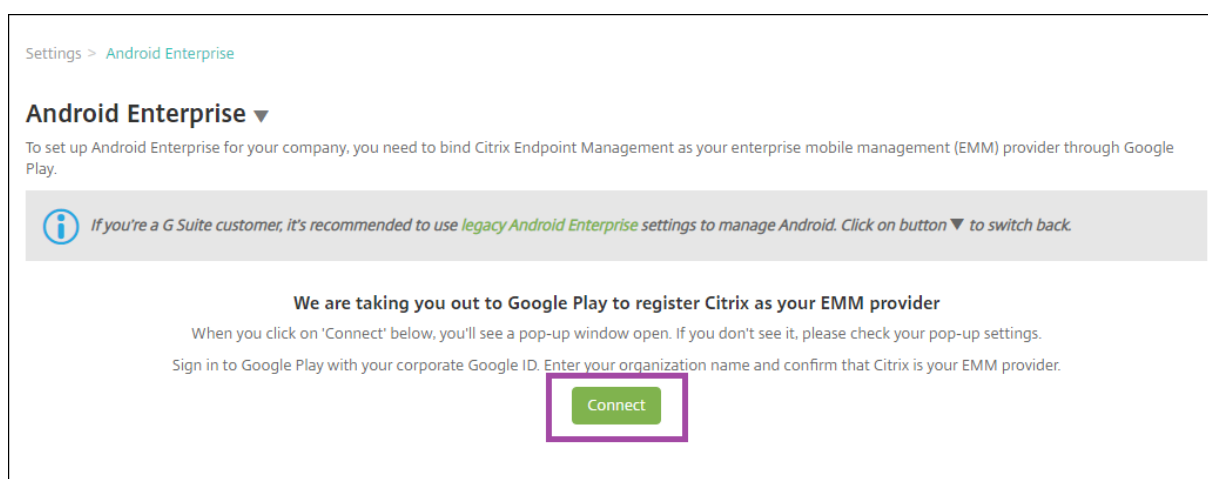 Settings > Android Enterprise
Android Enterprise ▼
To set up Android Enterprise for your company, you need to bind Citrix Endpoint Management as your enterprise mobile management (EMM) provider through Google
Play.
If you're a G Suite customer, it's recommended to use legacy Android Enterprise settings to manage Android. Click on button ▼ to switch back.
We are taking you out to Google Play to register Citrix as your EMM provider
When you click on 'Connect' below, you'll see a pop-up window open. If you don't see it, please check your pop-up settings.
Sign in to Google Play with your corporate Google ID. Enter your organization name and confirm that Citrix is your EMM provider.
Connect